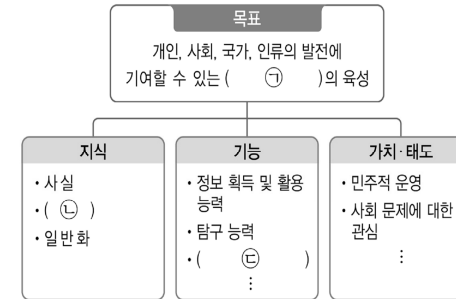 목표
개인, 사회, 국가, 인류의 발전에
기여할 수 있는 ( ㉠ )의 육성
지식
• 사실
• ( ㉡ )
• 일반화
기능
• 정보 획득 및 활용
능력
• 탐구 능력
• ( ㉢ )
⋮
가치·태도
• 민주적 운영
• 사회 문제에 대한
관심
⋮